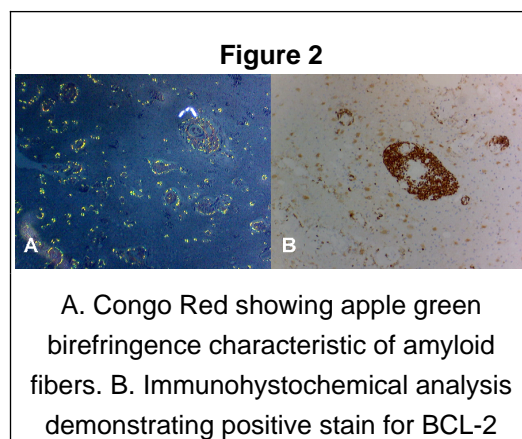 Figure 2
A
B
A. Congo Red showing apple green
birefringence characteristic of amyloid
fibers. B. Immunohystochemical analysis
demonstrating positive stain for BCL-2